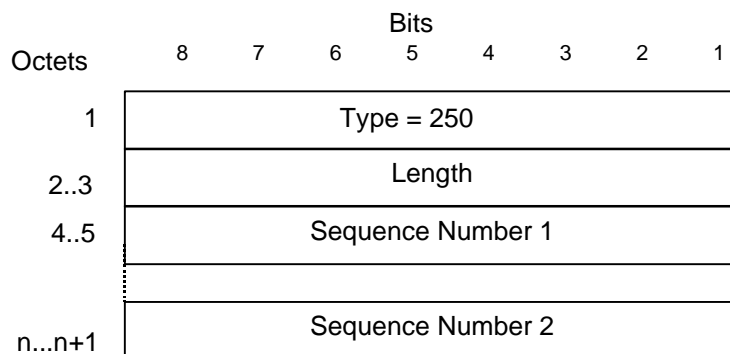 Bits
Octets 8 7 6 5 4 3 2 1
1 Type = 250
2..3 Length
4..5 Sequence Number 1
n...n+1 Sequence Number 2